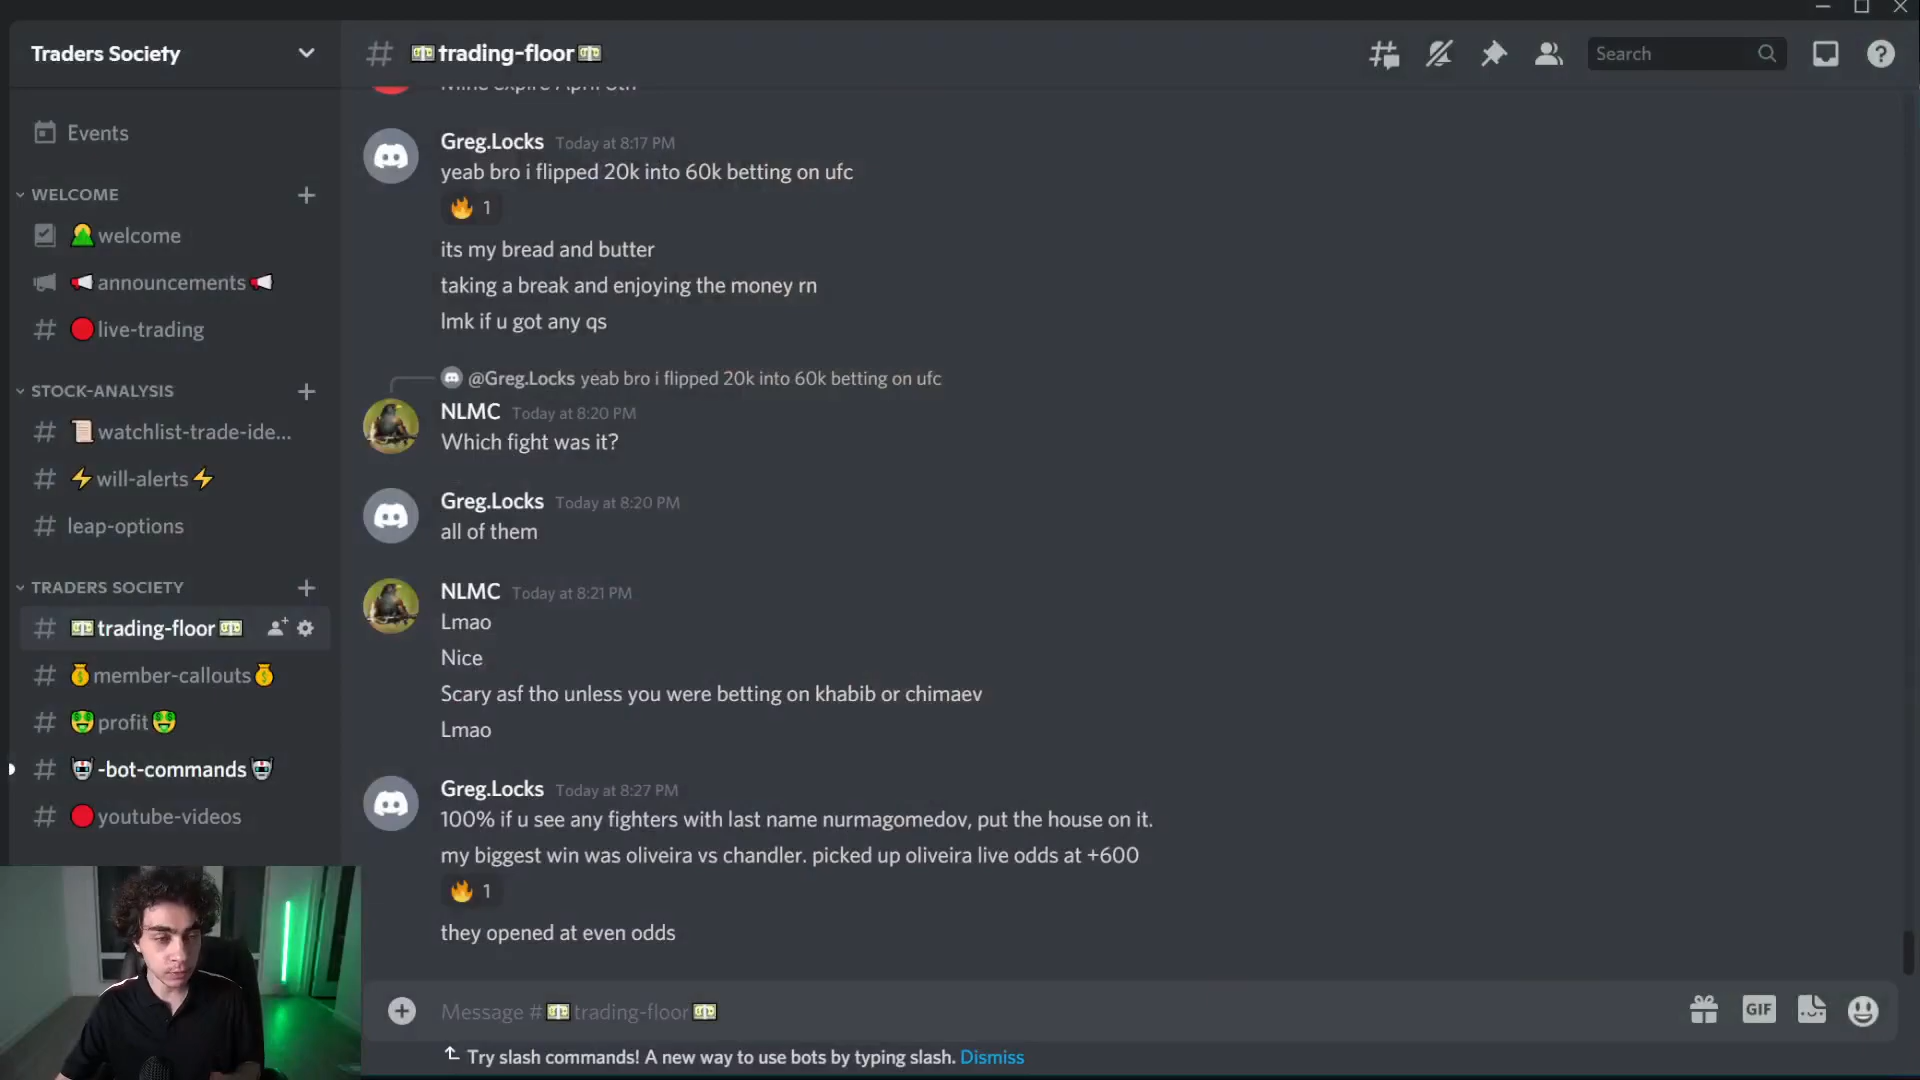 Traders Society
trading-floor
Search
Events
WELCOME
welcome
announcements
live-trading
STOCK-ANALYSIS
watchlist-trade-ide...
will-alerts
leap-options
TRADERS SOCIETY
trading-floor
member-callouts
profit
-bot-commands
youtube-videos
Mine expire April 8th
Greg.Locks Today at 8:17 PM
yeab bro i flipped 20k into 60k betting on ufc
1
its my bread and butter
taking a break and enjoying the money rn
lmk if u got any qs
@Greg.Locks yeab bro i flipped 20k into 60k betting on ufc
NLMC Today at 8:20 PM
Which fight was it?
Greg.Locks Today at 8:20 PM
all of them
NLMC Today at 8:21 PM
Lmao
Nice
Scary asf tho unless you were betting on khabib or chimaev
Lmao
Greg.Locks Today at 8:27 PM
100% if u see any fighters with last name nurmagomedov, put the house on it.
my biggest win was oliveira vs chandler. picked up oliveira live odds at +600
1
they opened at even odds
Message # trading-floor
GIF
Try slash commands! A new way to use bots by typing slash. Dismiss